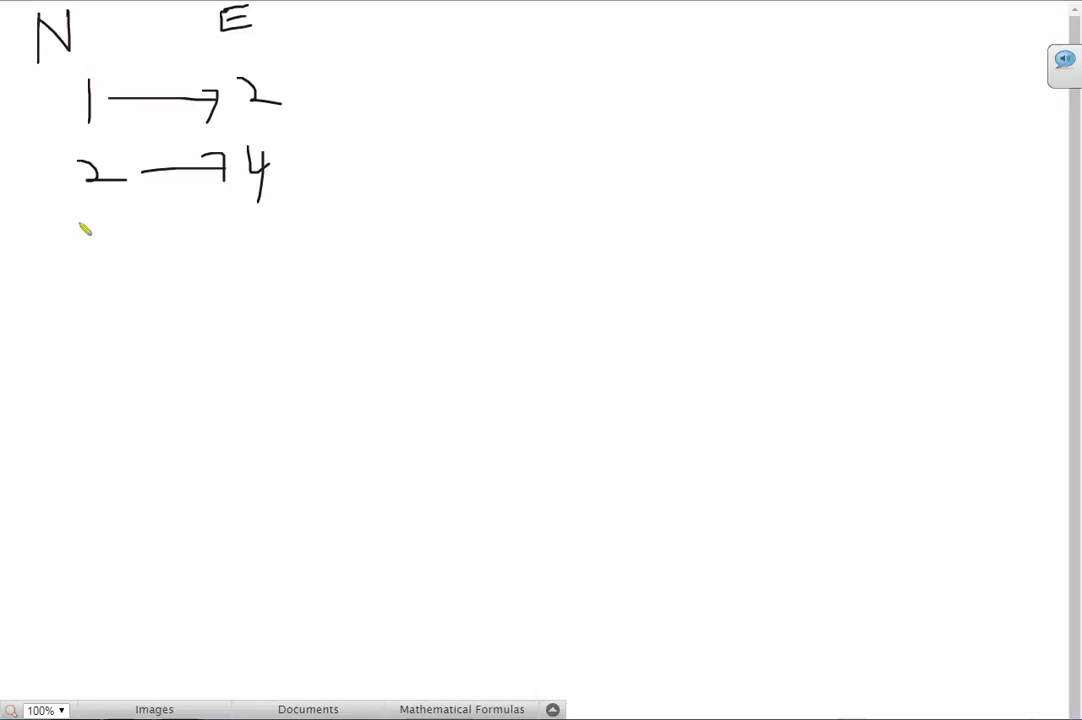 N E
1 → 2
2 → 4
100% ▼ Images Documents Mathematical Formulas